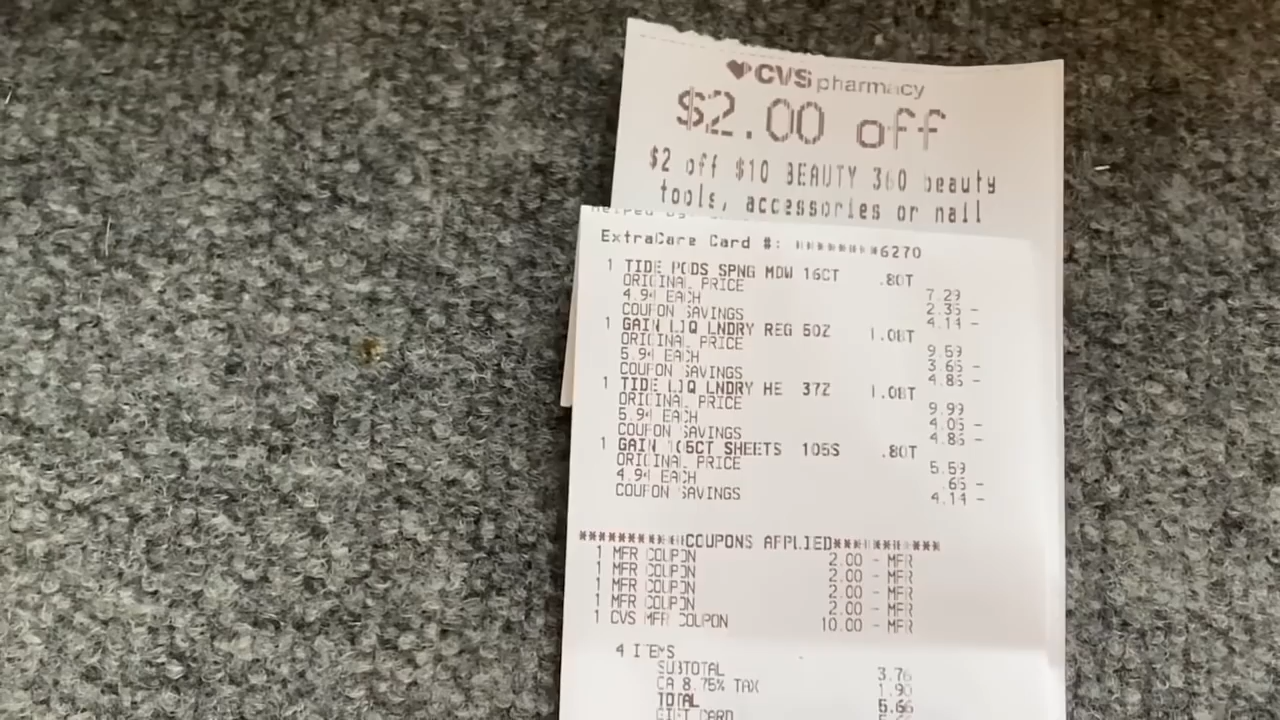 CVS pharmacy
$2.00 off
$2 off $10 BEAUTY 360 beauty
tools, accessories or nail
Helped by:
ExtraCare Card #: ********6270
1 TIDE PODS SPNG MDW 16CT .80T
ORIGINAL PRICE 7.29
4.94 EACH 2.35 -
COUPON SAVINGS 4.14 -
1 GAIN LIQ LNDRY REG 50Z 1.08T
ORIGINAL PRICE 9.59
5.94 EACH 3.65 -
COUPON SAVINGS 4.86 -
1 TIDE LIQ LNDRY HE 37Z 1.08T
ORIGINAL PRICE 9.99
5.94 EACH 4.05 -
COUPON SAVINGS 4.86 -
1 GAIN 105CT SHEETS 105S .80T
ORIGINAL PRICE 5.59
4.94 EACH .65 -
COUPON SAVINGS 4.14 -
***********COUPONS APPLIED***********
1 MFR COUPON 2.00 - MFR
1 MFR COUPON 2.00 - MFR
1 MFR COUPON 2.00 - MFR
1 MFR COUPON 2.00 - MFR
1 CVS MFR COUPON 10.00 - MFR
4 ITEMS
SUBTOTAL 3.76
CA 8.75% TAX 1.90
TOTAL 5.66
GIFT CARD